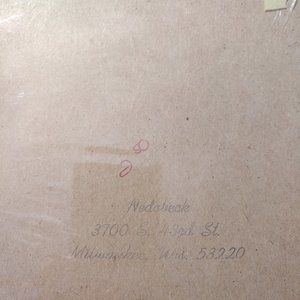 Nedobeck
3700 S. 43rd St.
Milwaukee, Wis. 53220